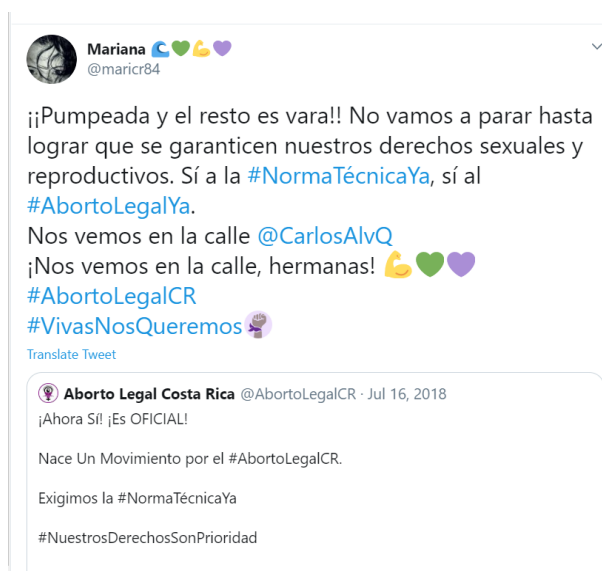 Mariana 🌊💚💪💜
@maricr84
¡¡Pumpeada y el resto es vara!! No vamos a parar hasta
lograr que se garanticen nuestros derechos sexuales y
reproductivos. Sí a la #NormaTécnicaYa, sí al
#AbortoLegalYa.
Nos vemos en la calle @CarlosAlvQ
¡Nos vemos en la calle, hermanas! 💪💚💜
#AbortoLegalCR
#VivasNosQueremos
Translate Tweet
Aborto Legal Costa Rica @AbortoLegalCR · Jul 16, 2018
¡Ahora Sí! ¡Es OFICIAL!
Nace Un Movimiento por el #AbortoLegalCR.
Exigimos la #NormaTécnicaYa
#NuestrosDerechosSonPrioridad